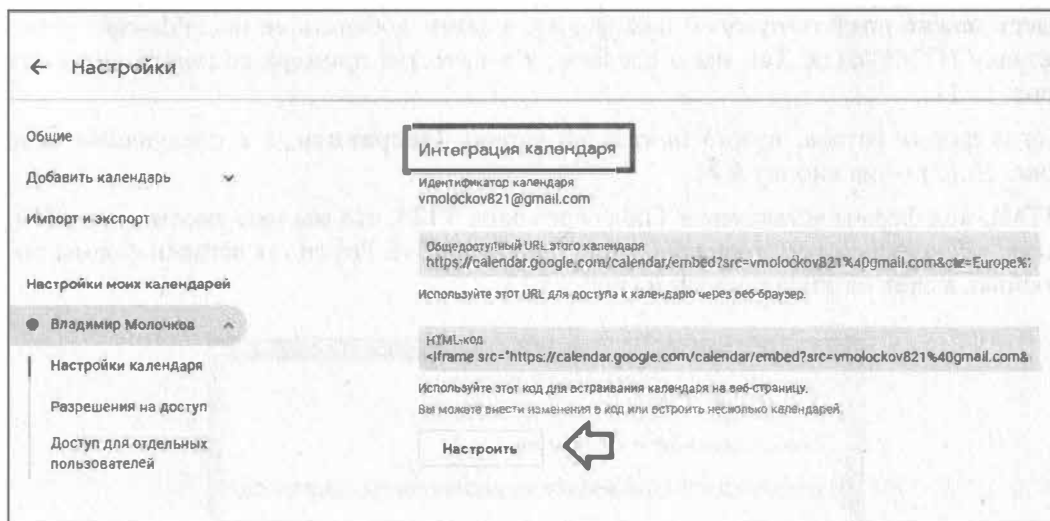 ← Настройки
Общие
Добавить календарь
Импорт и экспорт
Настройки моих календарей
Владимир Молочков
Настройки календаря
Разрешения на доступ
Доступ для отдельных
пользователей
Интеграция календаря
Идентификатор календаря
vmolockov821@gmail.com
Общедоступный URL этого календаря
https://calendar.google.com/calendar/embed?src=vmolockov821%40gmail.com&ctz=Europe%
Используйте этот URL для доступа к календарю через веб-браузер.
HTML-код
<iframe src="https://calendar.google.com/calendar/embed?src=vmolockov821%40gmail.com&
Используйте этот код для встраивания календаря на веб-страницу.
Вы можете внести изменения в код или встроить несколько календарей.
Настроить